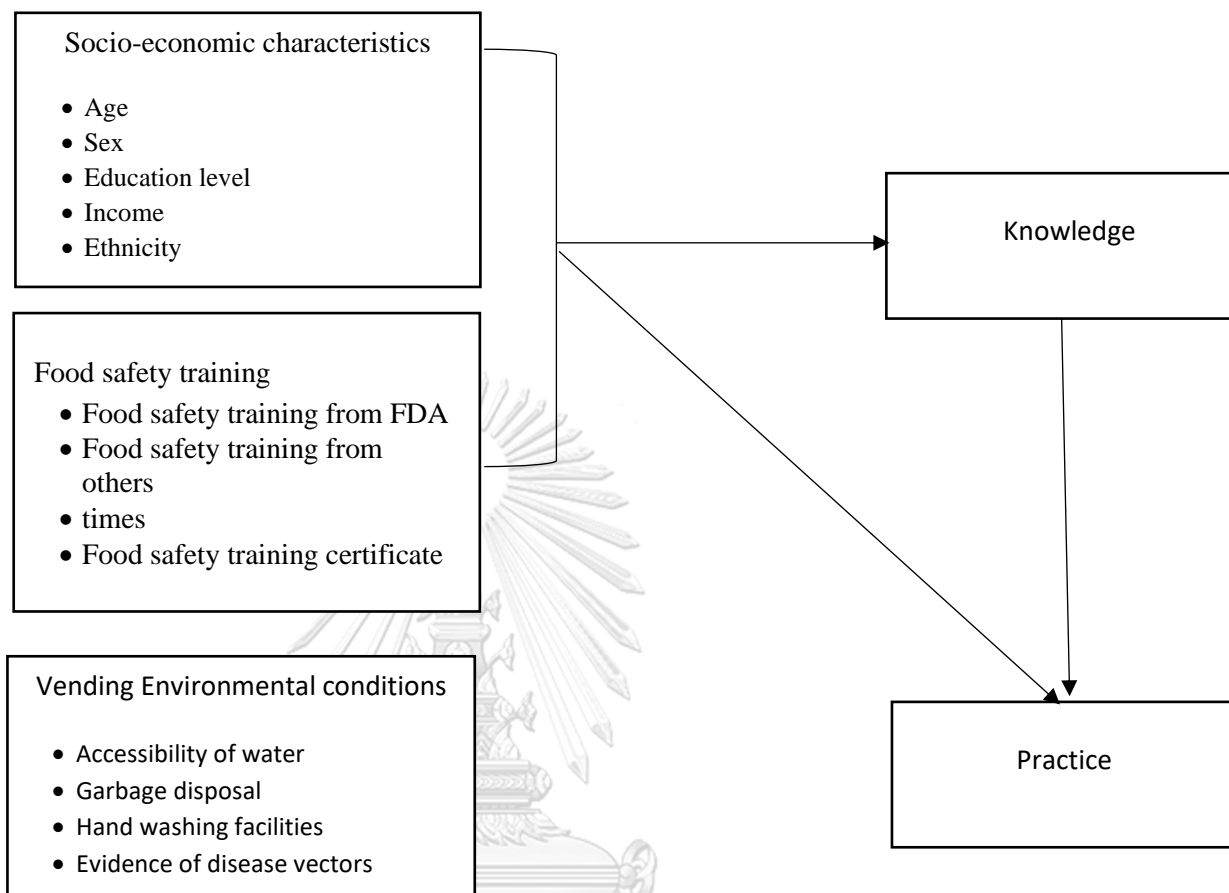 Socio-economic characteristics
• Age
• Sex
• Education level
• Income
• Ethnicity
Food safety training
• Food safety training from FDA
• Food safety training from
others
• times
• Food safety training certificate
Vending Environmental conditions
• Accessibility of water
• Garbage disposal
• Hand washing facilities
• Evidence of disease vectors
Knowledge
Practice